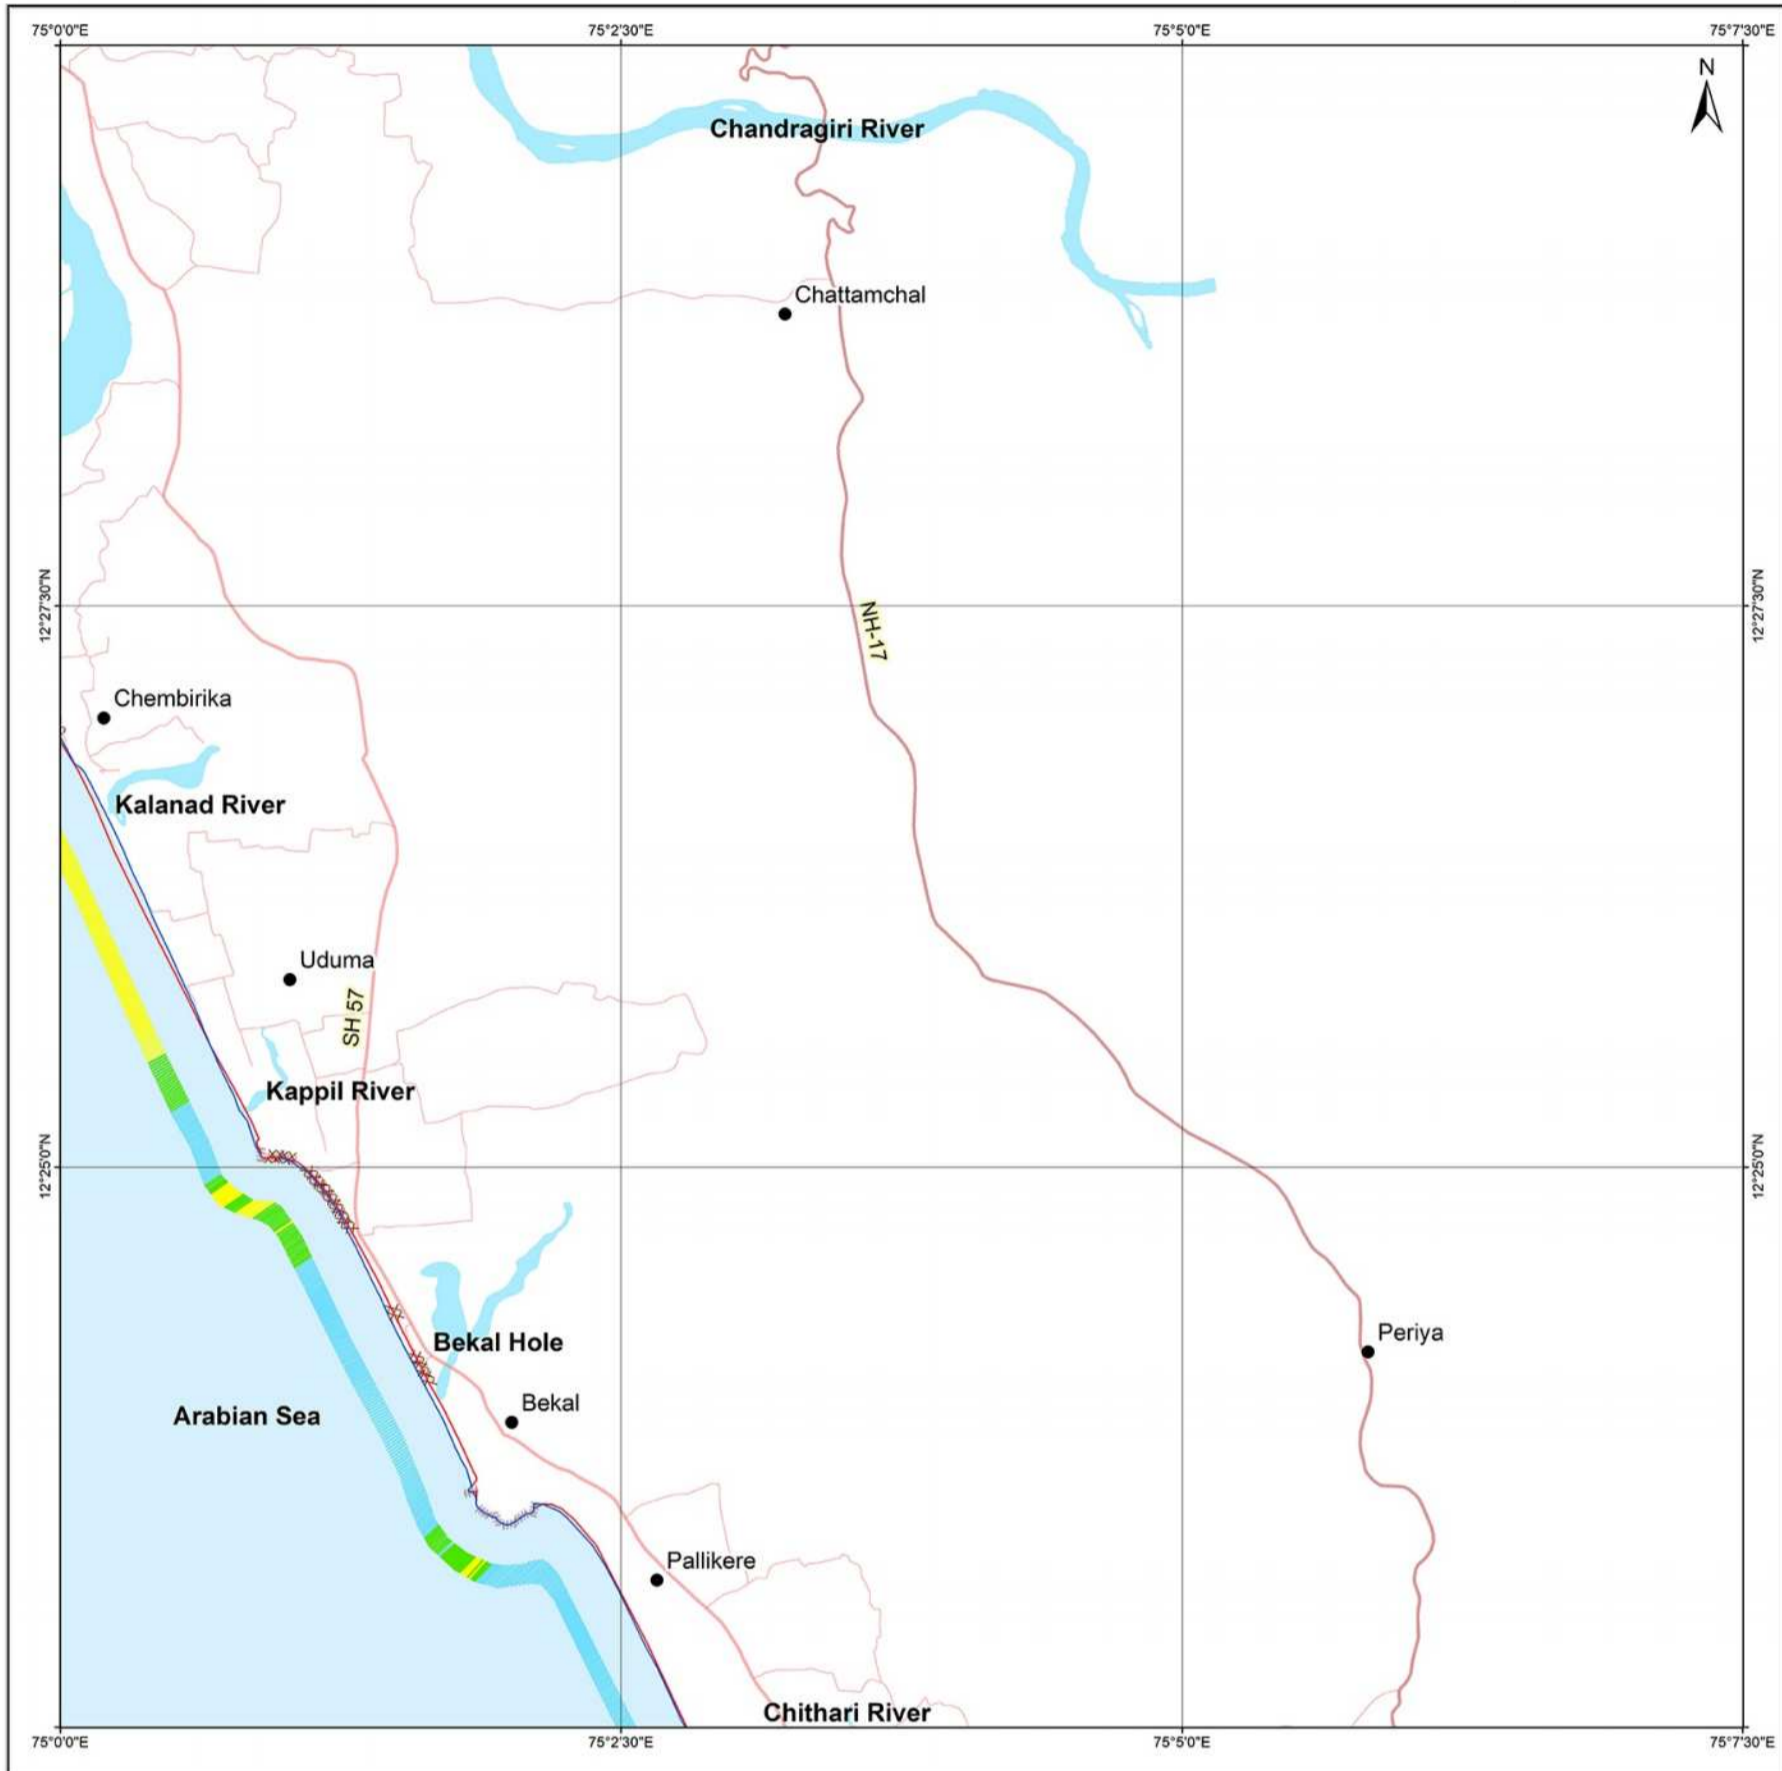 75°0'0"E
75°2'30"E
75°5'0"E
75°7'30"E
N
Chandragiri River
Chattamchal
12°27'30"N
12°27'30"N
NH-17
Chembirika
Kalanad River
Uduma
SH 57
Kappil River
12°25'0"N
12°25'0"N
Periya
Bekal Hole
Bekal
Arabian Sea
Pallikere
Chithari River
75°0'0"E
75°2'30"E
75°5'0"E
75°7'30"E